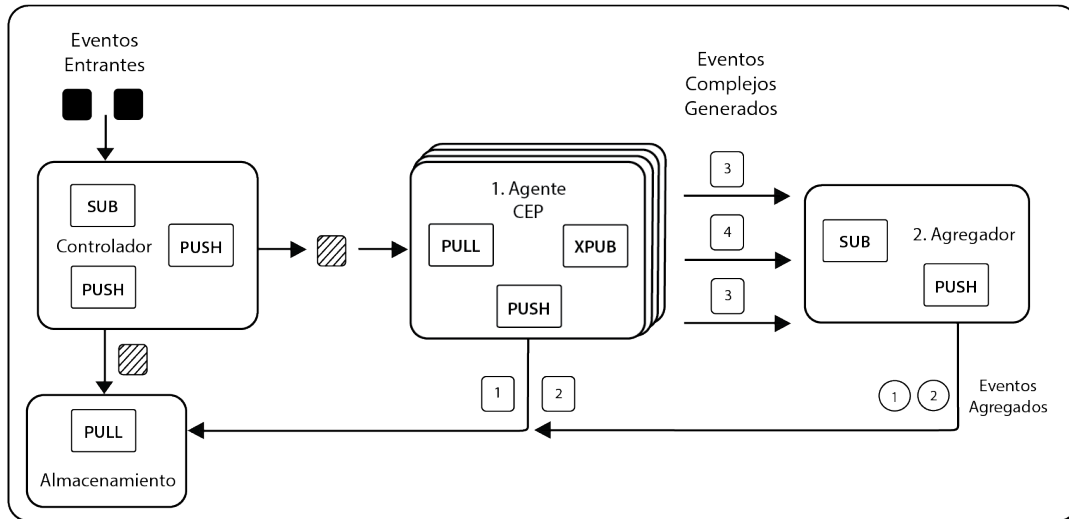 Eventos
Entrantes
SUB
Controlador
PUSH
PUSH
1. Agente
CEP
PULL
XPUB
PUSH
Eventos
Complejos
Generados
3
4
3
SUB
2. Agregador
PUSH
1
2
1
2
Eventos
Agregados
PULL
Almacenamiento